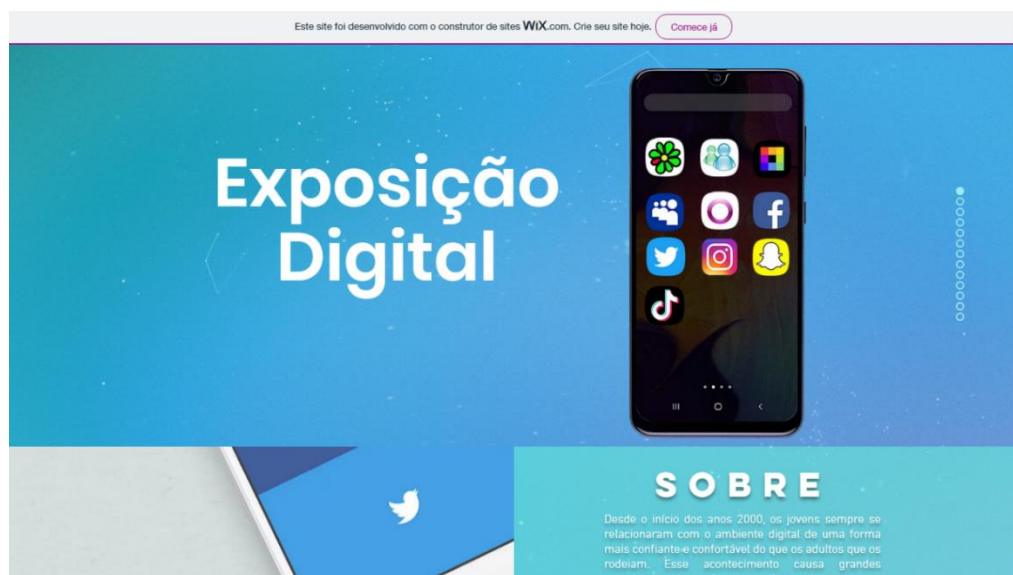 Este site foi desenvolvido com o construtor de sites WiX.com. Crie seu site hoje. Comece já
Exposição
Digital
SOBRE
Desde o início dos anos 2000, os jovens sempre se
relacionaram com o ambiente digital de uma forma
mais confiante e confortável do que os adultos que os
rodeiam. Esse acontecimento causa grandes